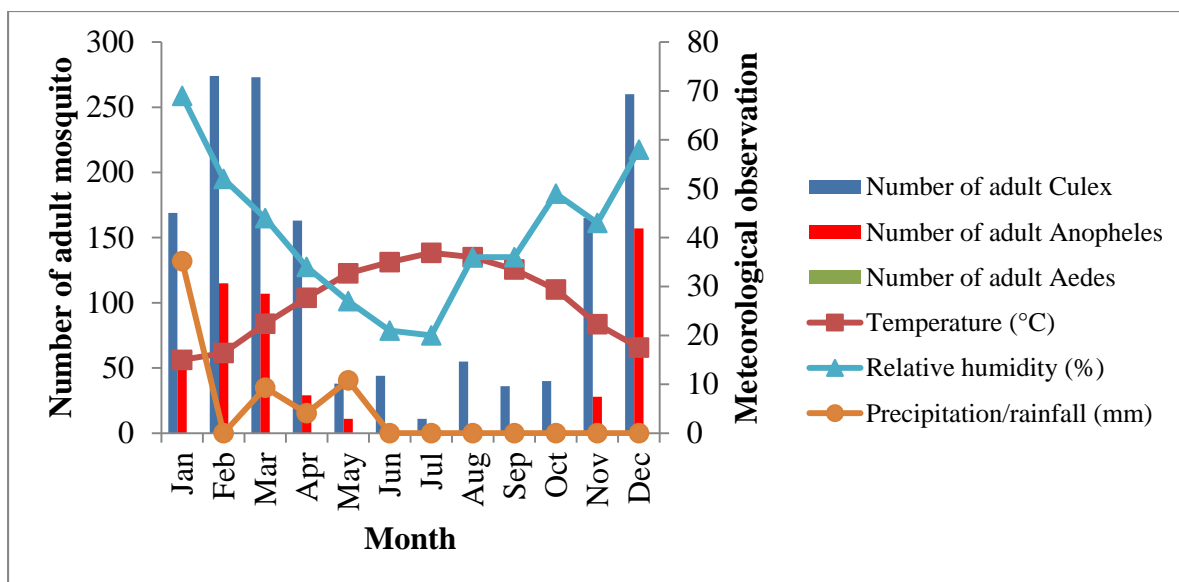 Number of adult mosquito
300
250
200
150
100
50
0
80
70
60
50
40
30
20
10
0
Meteorological observation
Jan
Feb
Mar
Apr
May
Jun
Jul
Aug
Sep
Oct
Nov
Dec
Month
Number of adult Culex
Number of adult Anopheles
Number of adult Aedes
Temperature (°C)
Relative humidity (%)
Precipitation/rainfall (mm)